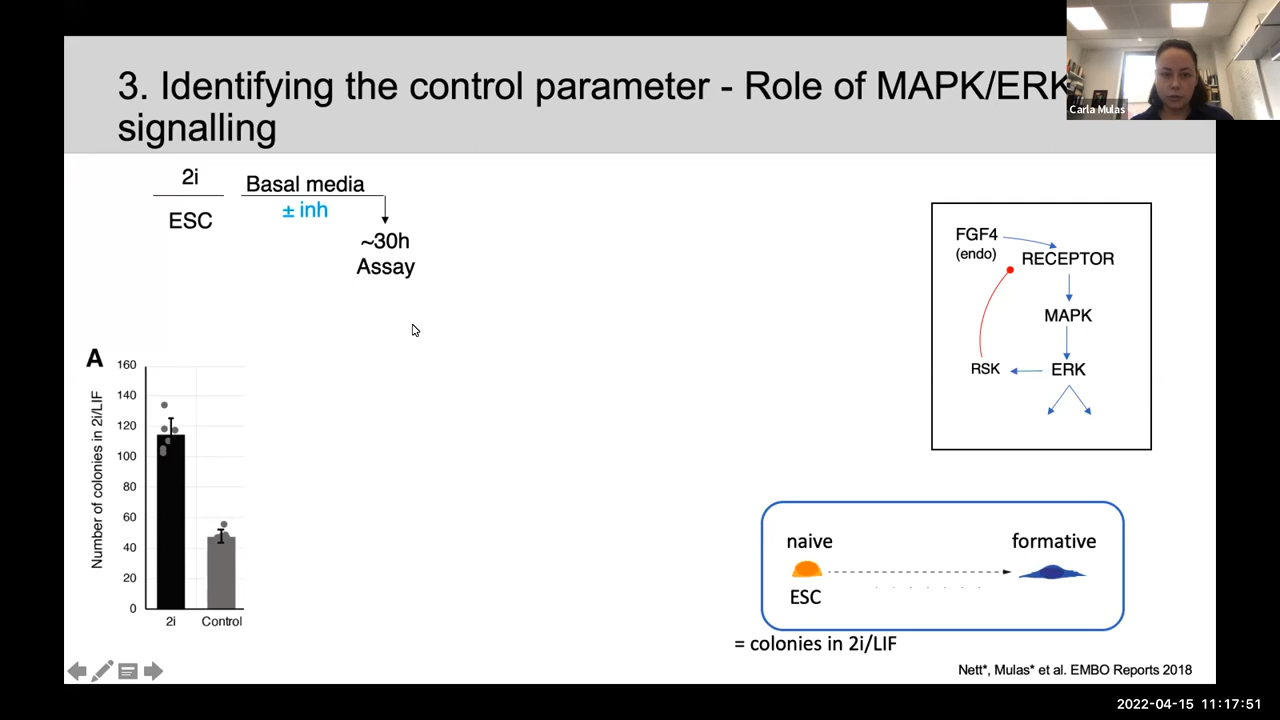 3. Identifying the control parameter - Role of MAPK/ERK
signalling
Carla Mulas
2i
Basal media
ESC
± inh
~30h
Assay
FGF4
(endo)
RECEPTOR
MAPK
RSK
ERK
A
Number of colonies in 2i/LIF
160
140
120
100
80
60
40
20
0
2i
Control
naive
formative
ESC
= colonies in 2i/LIF
Nett*, Mulas* et al. EMBO Reports 2018
2022-04-15 11:17:51